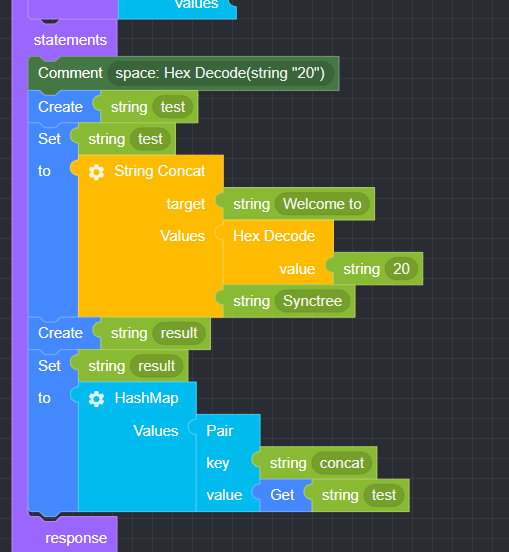 values
statements
Comment space: Hex Decode(string "20")
Create string test
Set string test
to String Concat
target string Welcome to
Values Hex Decode
value string 20
string Synctree
Create string result
Set string result
to HashMap
Values Pair
key string concat
value Get string test
response